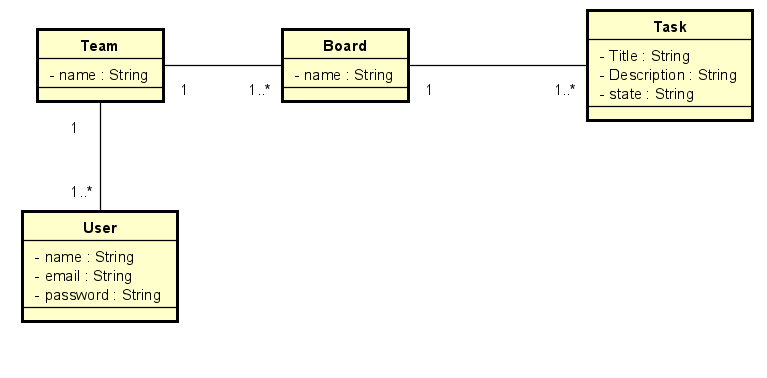 Team
- name : String
1
1..*
Board
- name : String
1
1..*
Task
- Title : String
- Description : String
- state : String
1
1..*
User
- name : String
- email : String
- password : String